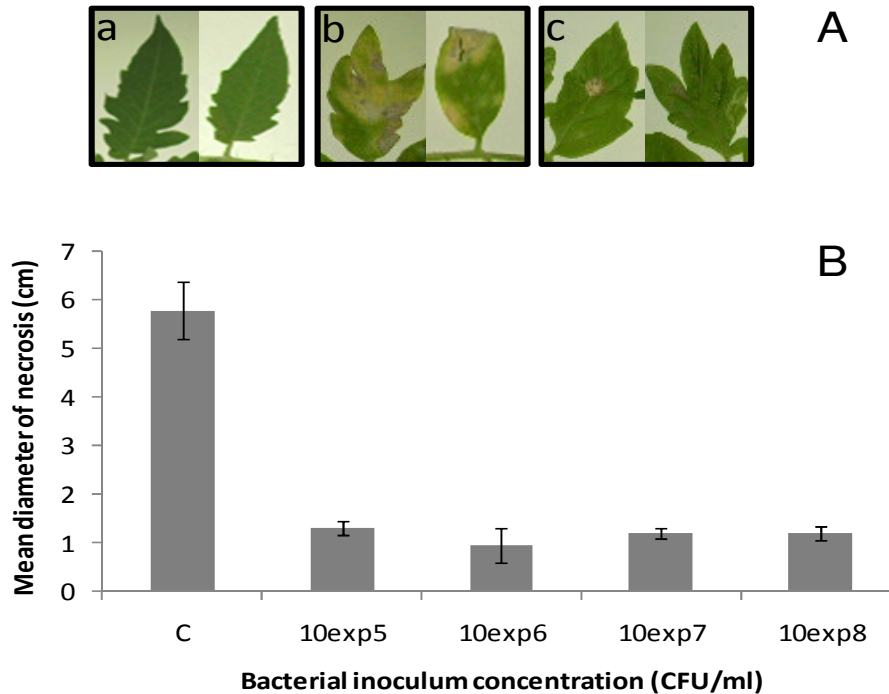 a
b
c
A
B
Mean diameter of necrosis (cm)
7
6
5
4
3
2
1
0
C
10exp5
10exp6
10exp7
10exp8
Bacterial inoculum concentration (CFU/ml)